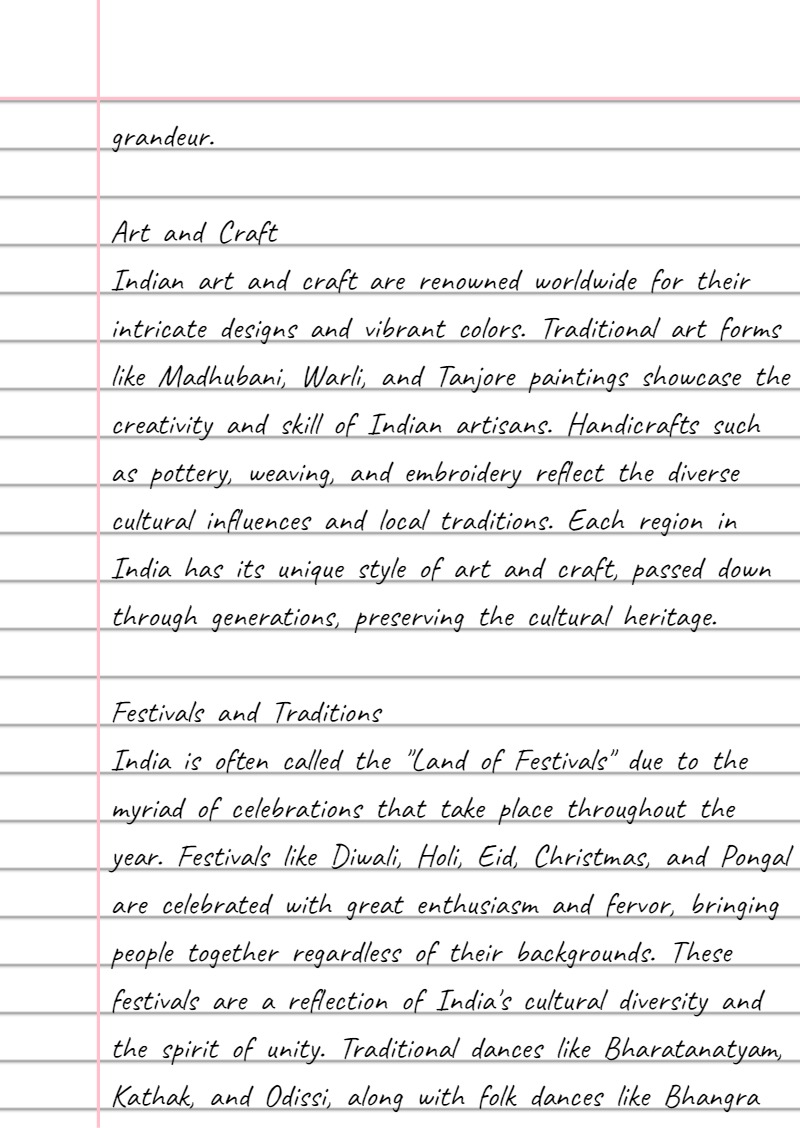 grandeur.
Art and Craft
Indian art and craft are renowned worldwide for their
intricate designs and vibrant colors. Traditional art forms
like Madhubani, Warli, and Tanjore paintings showcase the
creativity and skill of Indian artisans. Handicrafts such
as pottery, weaving, and embroidery reflect the diverse
cultural influences and local traditions. Each region in
India has its unique style of art and craft, passed down
through generations, preserving the cultural heritage.
Festivals and Traditions
India is often called the "Land of Festivals" due to the
myriad of celebrations that take place throughout the
year. Festivals like Diwali, Holi, Eid, Christmas, and Pongal
are celebrated with great enthusiasm and fervor, bringing
people together regardless of their backgrounds. These
festivals are a reflection of India's cultural diversity and
the spirit of unity. Traditional dances like Bharatanatyam,
Kathak, and Odissi, along with folk dances like Bhangra